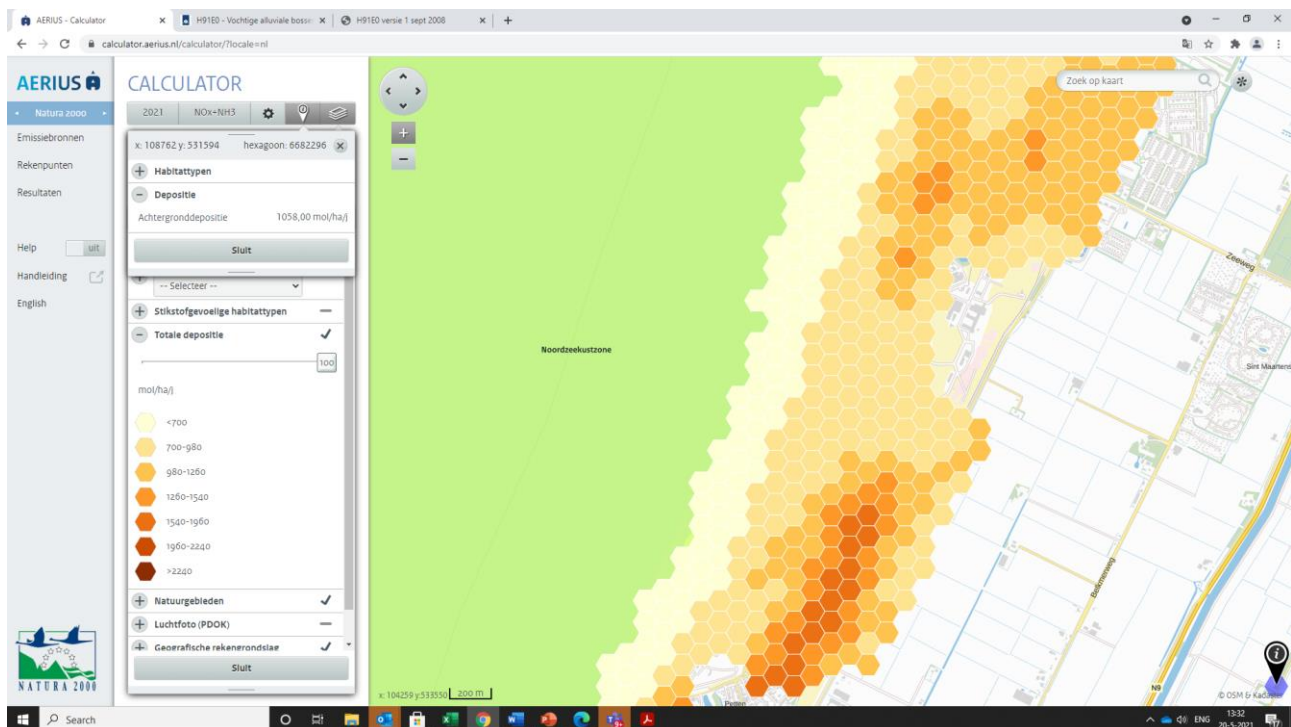 AERIUS - Calculator
H91E0 - Vochtige alluviale bosse
H91E0 versie 1 sept 2008
calculator.aerius.nl/calculator/?locale=nl
AERIUS
CALCULATOR
Natura 2000
2021 NOx+NH3
Emissiebronnen
Rekenpunten
Resultaten
Help uit
Handleiding
English
x: 108762 y: 531594 hexagoon: 6682296
Habitattypen
Depositie
Achtergronddepositie 1058,00 mol/ha/j
Sluit
-- Selecteer --
Stikstofgevoelige habitattypen
Totale depositie
100
mol/ha/j
<700
700-980
980-1260
1260-1540
1540-1960
1960-2240
>2240
Natuurgebieden
Luchtfoto (PDOK)
Geografische rekengrondslag
Sluit
NATURA 2000
Zoek op kaart
Noordzeekustzone
Zeeweg
Sint Maartens
Belkmerweg
Petten
N9
x: 104259 y:533550 200 m
© OSM & Kadaster
Search
ENG
13:32
20-5-2021